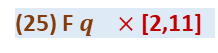 (25) F q × [2,11]